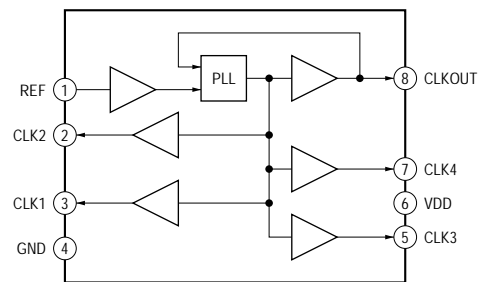 PLL
REF 1
8 CLKOUT
CLK2 2
7 CLK4
CLK1 3
6 VDD
GND 4
5 CLK3